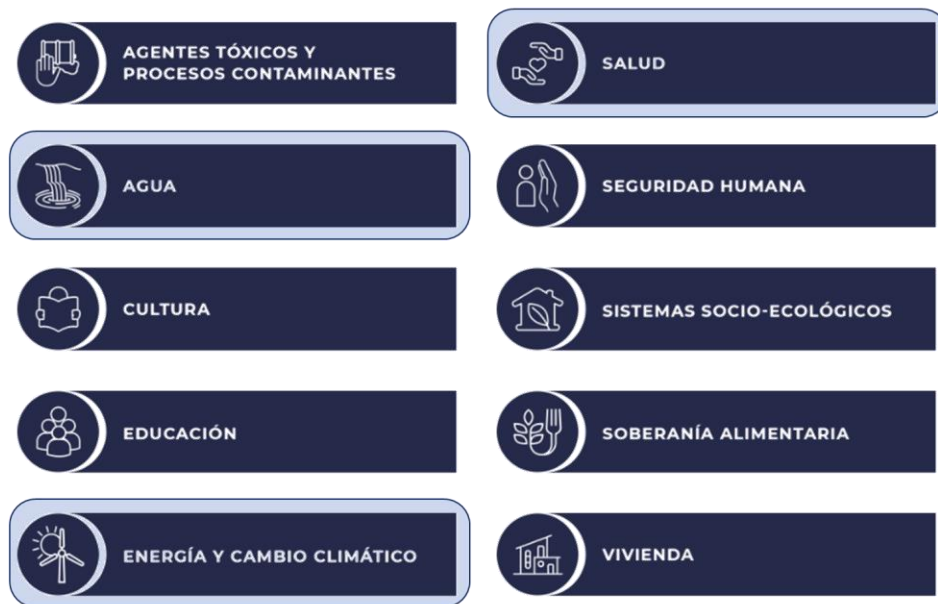 AGENTES TÓXICOS Y
PROCESOS CONTAMINANTES
AGUA
CULTURA
EDUCACIÓN
ENERGÍA Y CAMBIO CLIMÁTICO
SALUD
SEGURIDAD HUMANA
SISTEMAS SOCIO-ECOLÓGICOS
SOBERANÍA ALIMENTARIA
VIVIENDA